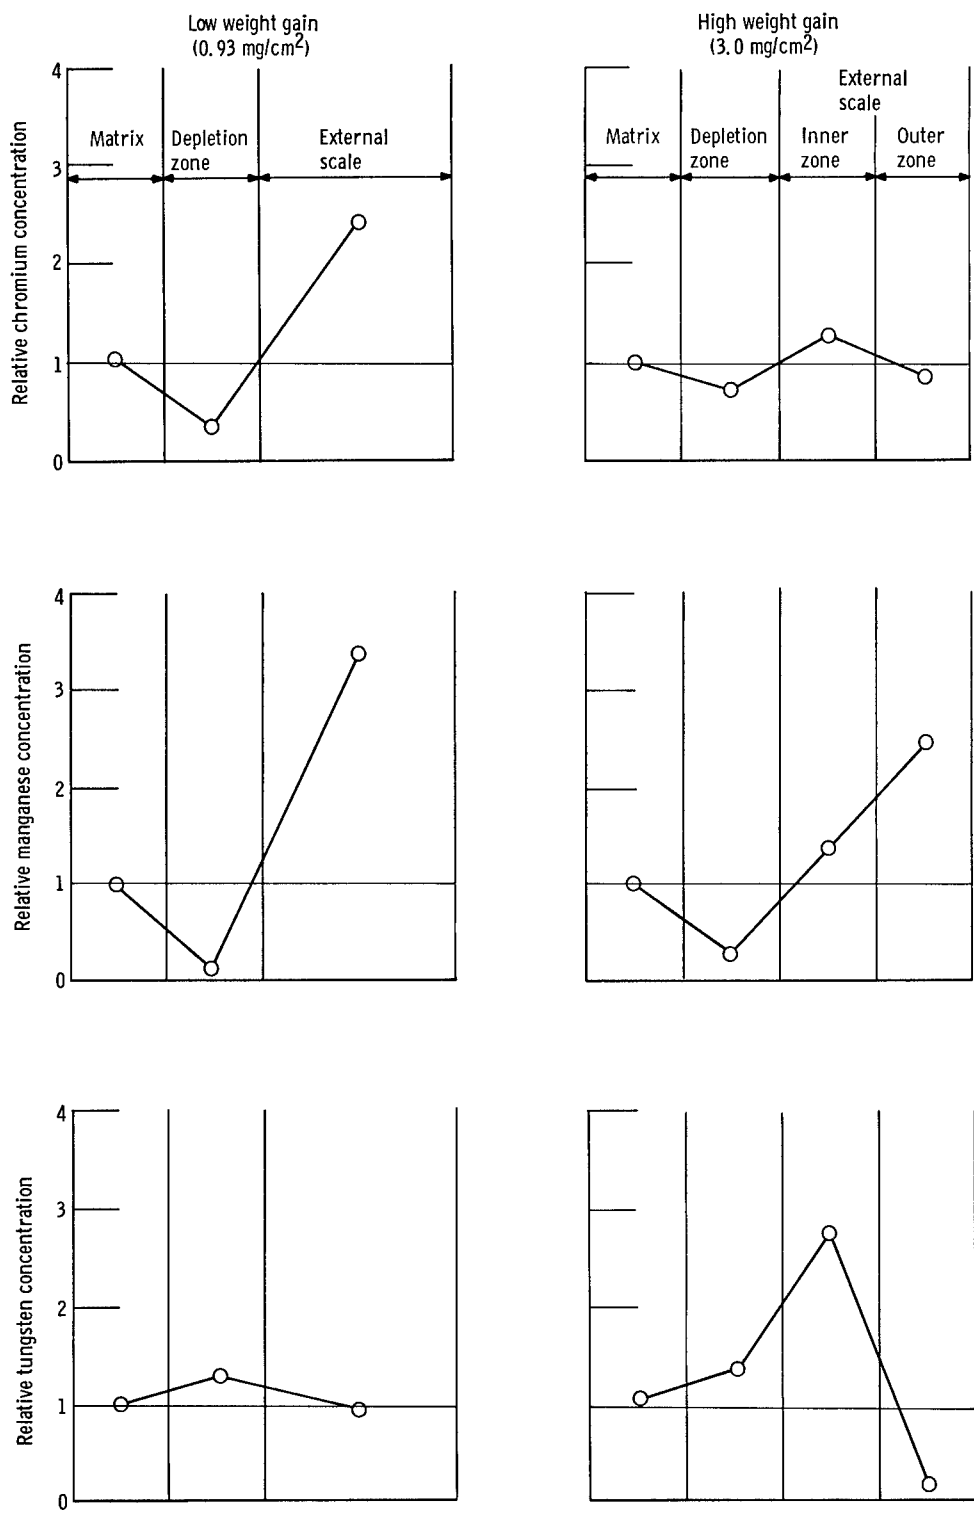 Low weight gain
(0.93 mg/cm2)
High weight gain
(3.0 mg/cm2)
Relative chromium concentration
4
3
2
1
0
Matrix
Depletion
zone
External
scale
External
scale
Matrix
Depletion
zone
Inner
zone
Outer
zone
Relative manganese concentration
4
3
2
1
0
Relative tungsten concentration
4
3
2
1
0